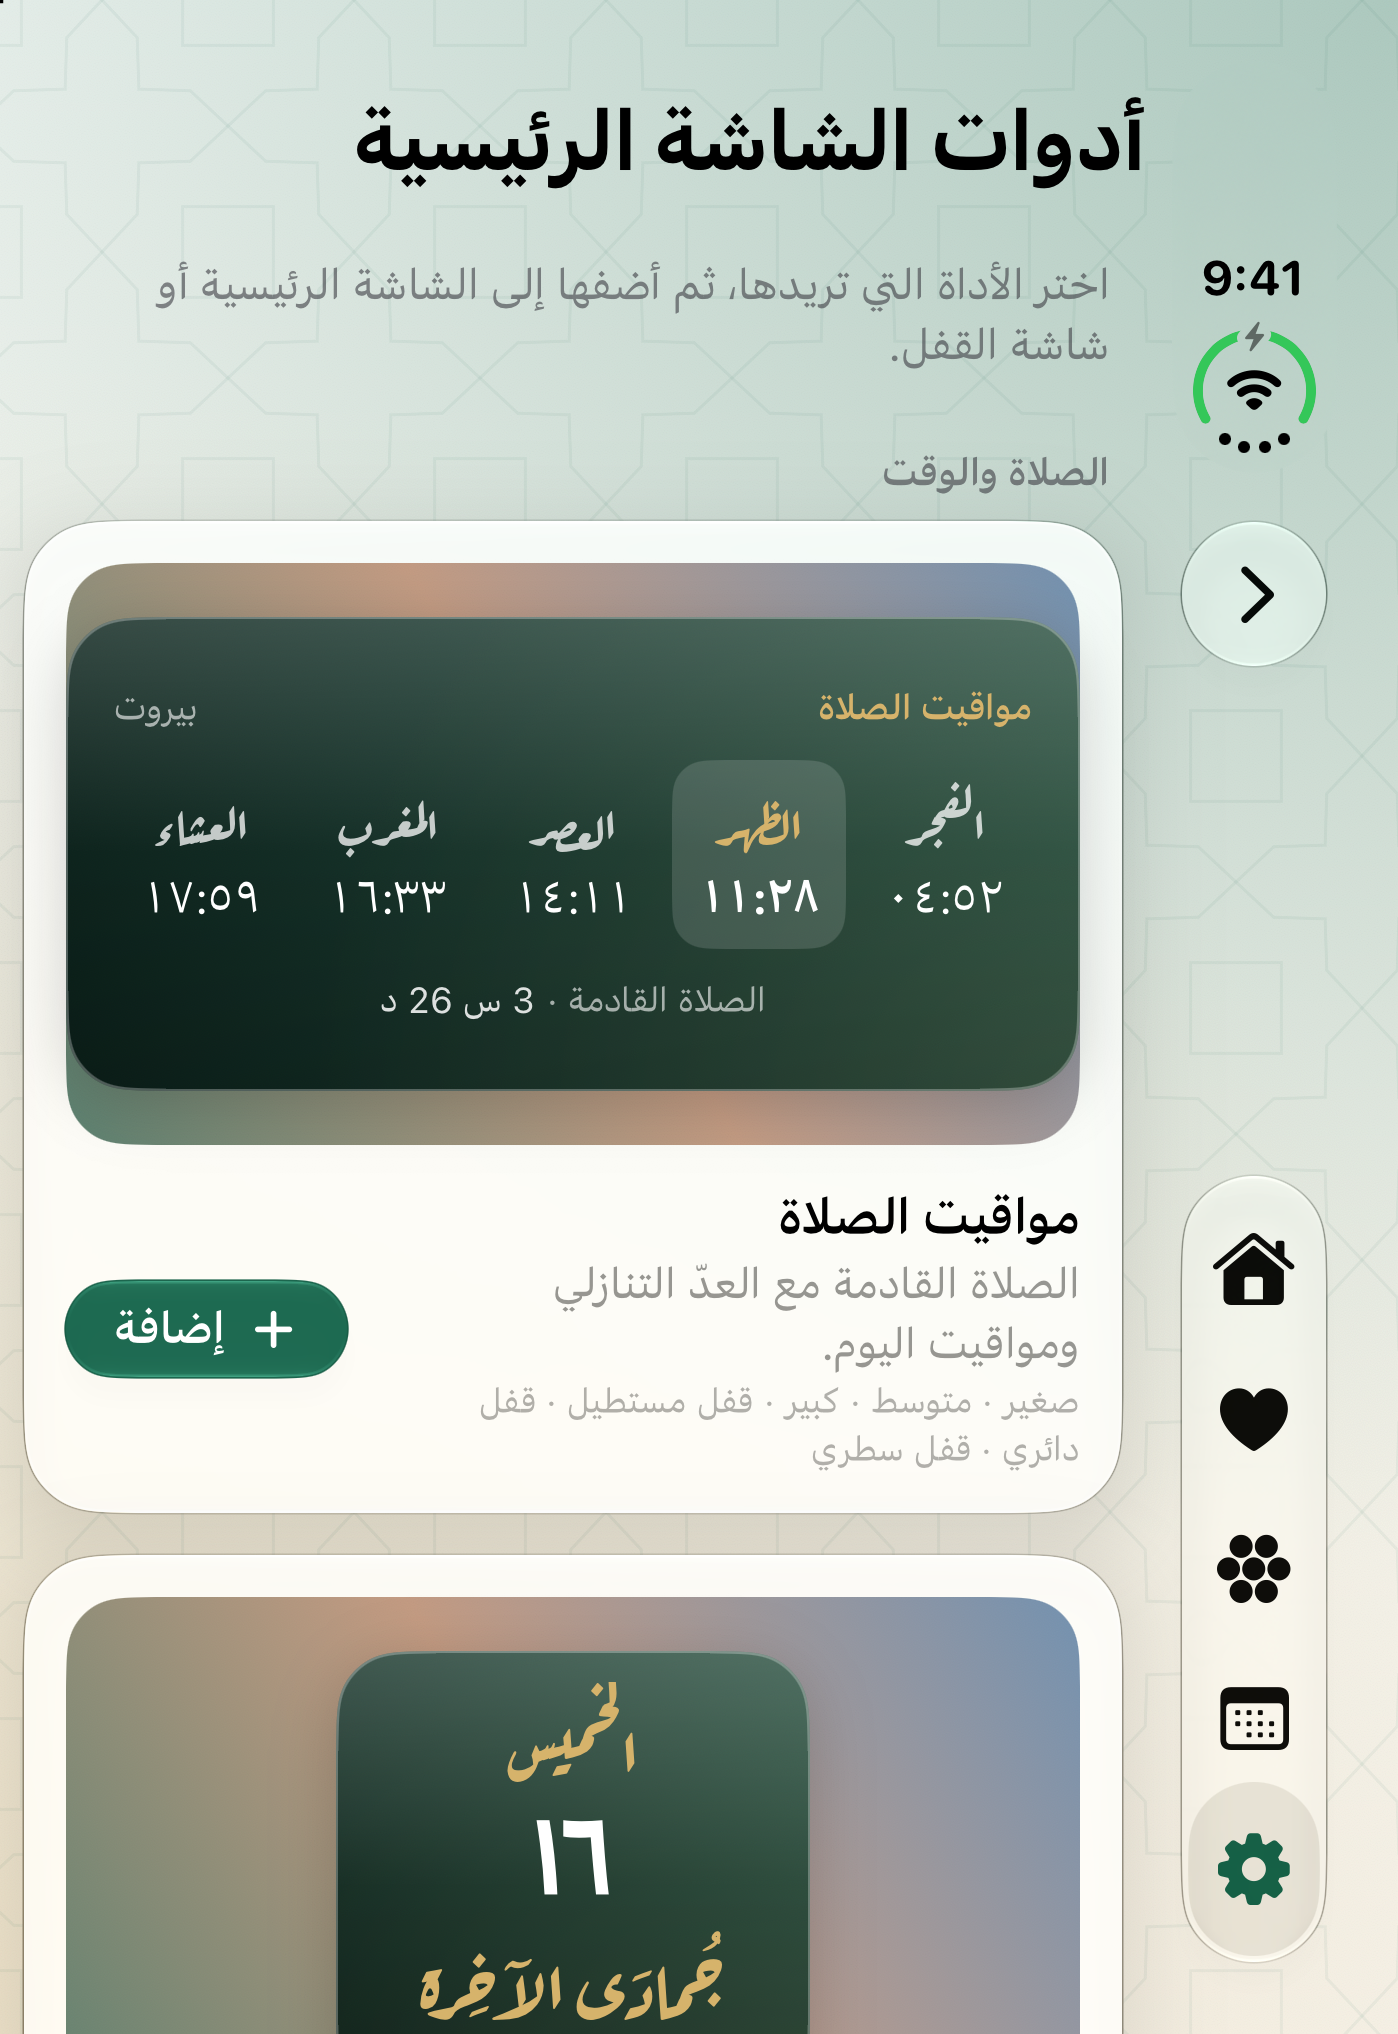 أدوات الشاشة الرئيسية
9:41
اختر الأداة التي تريدها، ثم أضفها إلى الشاشة الرئيسية أو
شاشة القفل.
الصلاة والوقت
مواقيت الصلاة
بيروت
الفجر
الظهر
العصر
المغرب
العشاء
٠٤:٥٢
١١:٢٨
١٤:١١
١٦:٣٣
١٧:٥٩
الصلاة القادمة · 3 س 26 د
مواقيت الصلاة
الصلاة القادمة مع العدّ التنازلي
ومواقيت اليوم.
صغير · متوسط · كبير · قفل مستطيل · قفل
دائري · قفل سطري
إضافة
الخميس
١٦
جُمادَى الآخِرة